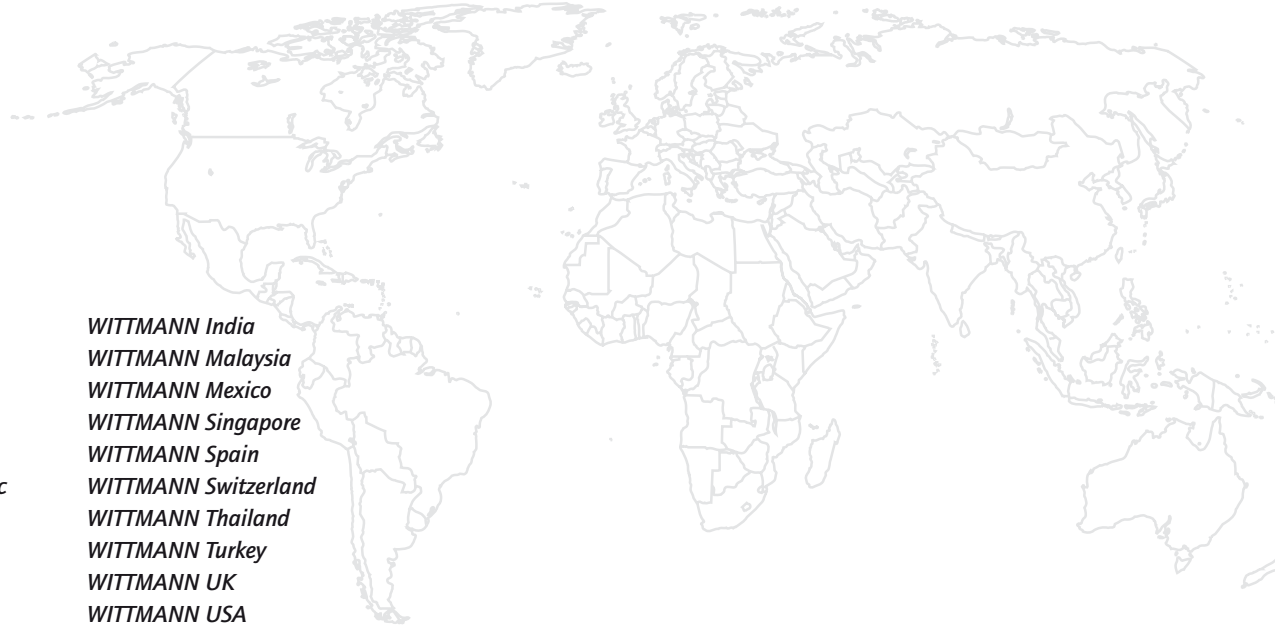 WITTMANN India
WITTMANN Malaysia
WITTMANN Mexico
WITTMANN Singapore
WITTMANN Spain
c WITTMANN Switzerland
WITTMANN Thailand
WITTMANN Turkey
WITTMANN UK
WITTMANN USA